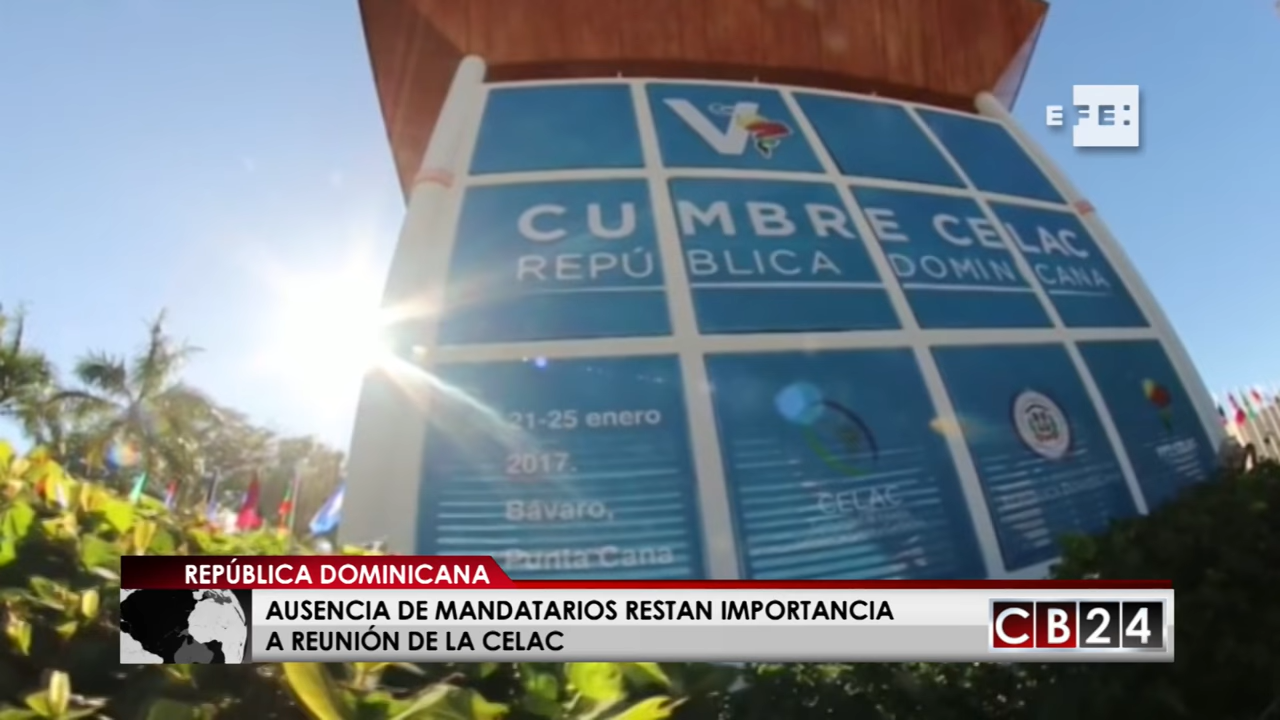 EFE:
V
CUMBRE CELAC
REPÚBLICA DOMINICANA
21-25 enero
2017.
Bávaro,
Punta Cana
CELAC
REPÚBLICA DOMINICANA
AUSENCIA DE MANDATARIOS RESTAN IMPORTANCIA
A REUNIÓN DE LA CELAC
CB24